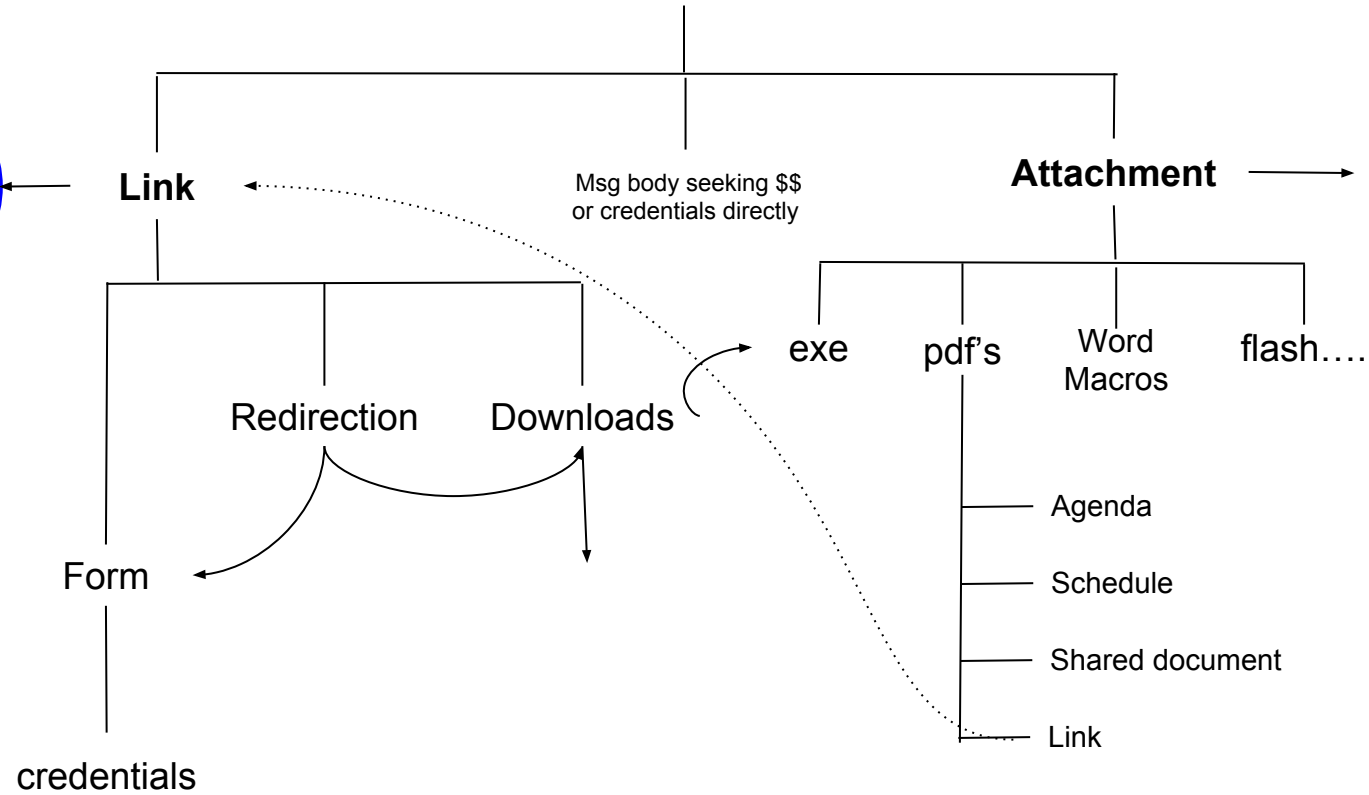 Link
Msg body seeking $$
or credentials directly
Attachment
exe
pdf's
Word
Macros
flash....
Redirection
Downloads
Agenda
Form
Schedule
Shared document
Link
credentials